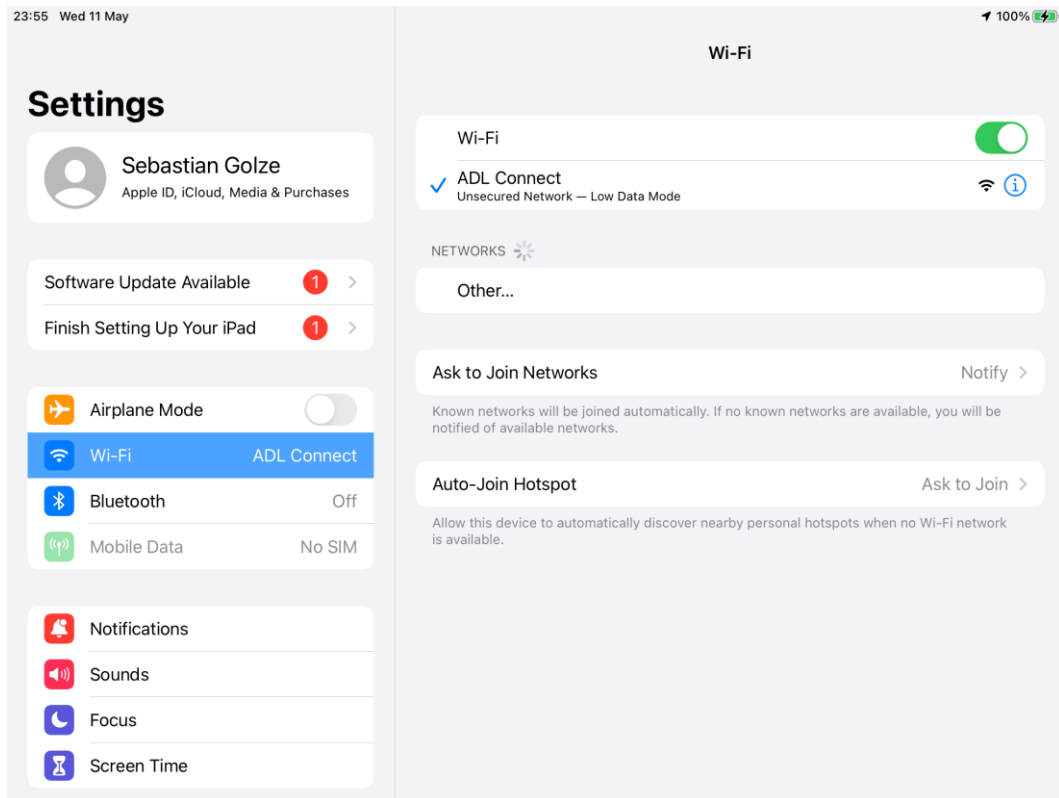 23:55 Wed 11 May
100%
Settings
Sebastian Golze
Apple ID, iCloud, Media & Purchases
Software Update Available 1
Finish Setting Up Your iPad 1
Airplane Mode
Wi-Fi ADL Connect
Bluetooth Off
Mobile Data No SIM
Notifications
Sounds
Focus
Screen Time
Wi-Fi
Wi-Fi
ADL Connect
Unsecured Network — Low Data Mode
NETWORKS
Other...
Ask to Join Networks Notify
Known networks will be joined automatically. If no known networks are available, you will be
notified of available networks.
Auto-Join Hotspot Ask to Join
Allow this device to automatically discover nearby personal hotspots when no Wi-Fi network
is available.